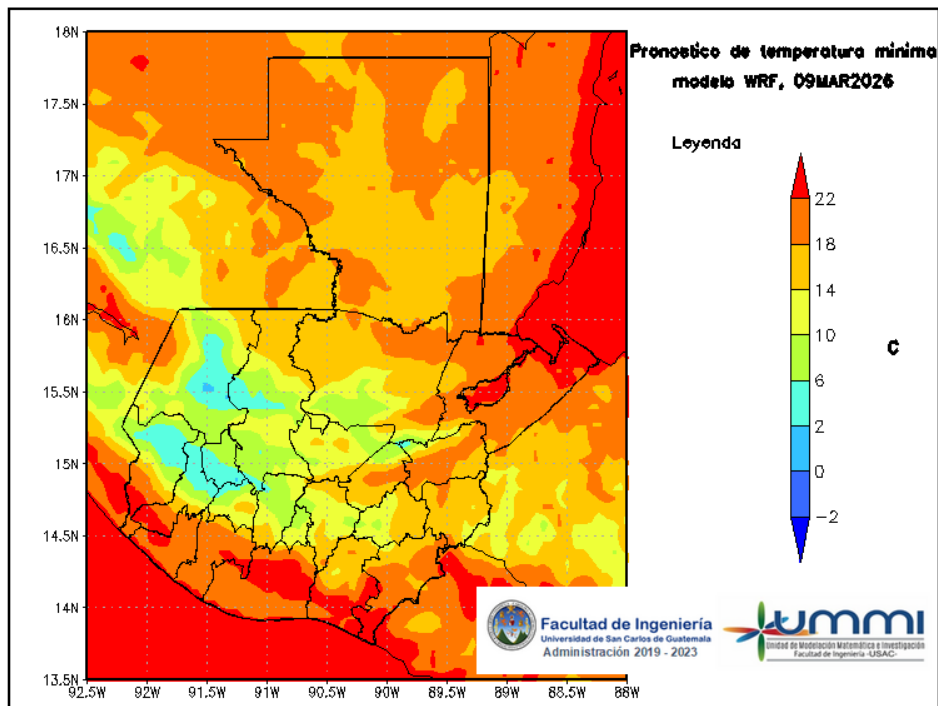 Pronostico de temperatura minima
modelo WRF, 09MAR2026
Leyenda
22
18
14
10
6
2
0
−2
C
18N
17.5N
17N
16.5N
16N
15.5N
15N
14.5N
14N
13.5N
92.5W 92W 91.5W 91W 90.5W 90W 89.5W 89W 88.5W 88W
Facultad de Ingeniería
Universidad de San Carlos de Guatemala
Administración 2019 - 2023
UMMI
Unidad de Modelación Matemática e Investigación
Facultad de Ingeniería -USAC-